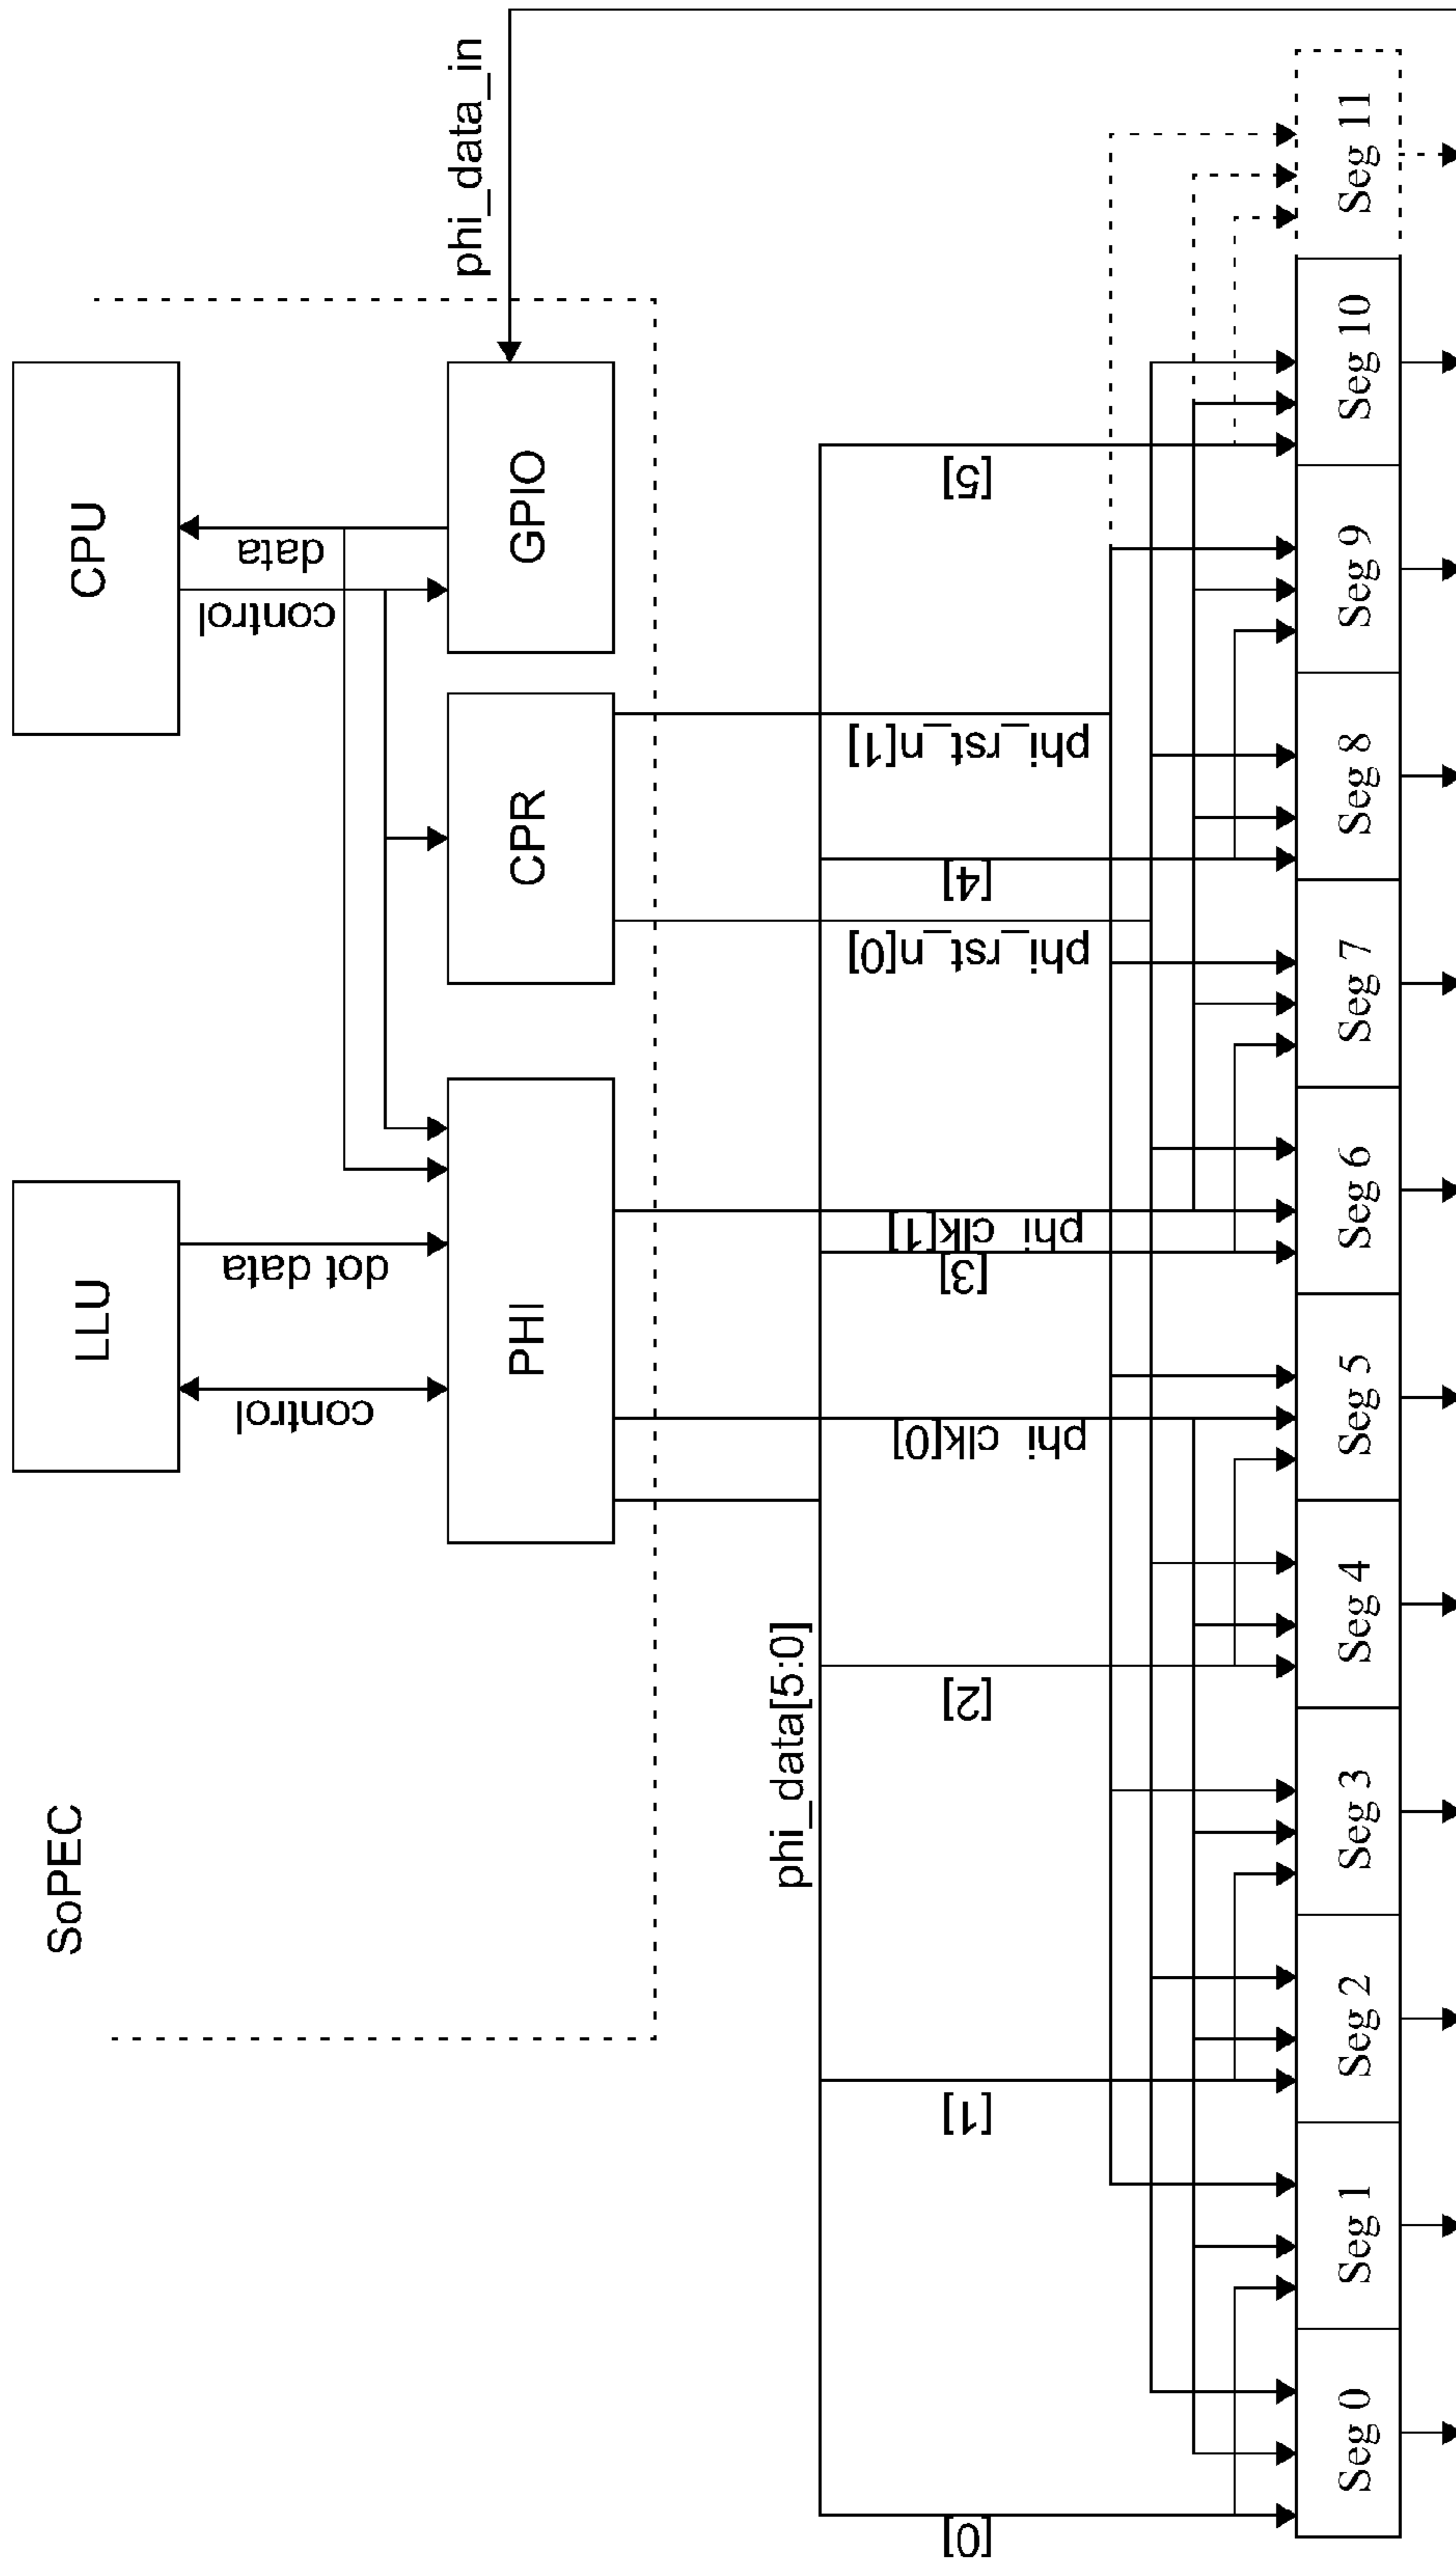 SoPEC
LLU
CPU
control
dot data
control
data
PHI
CPR
GPIO
phi_data_in
phi_data[5:0]
phi_clk[0]
phi_clk[1]
phi_rst_n[0]
phi_rst_n[1]
[0]
[1]
[2]
[3]
[4]
[5]
Seg 0
Seg 1
Seg 2
Seg 3
Seg 4
Seg 5
Seg 6
Seg 7
Seg 8
Seg 9
Seg 10
Seg 11